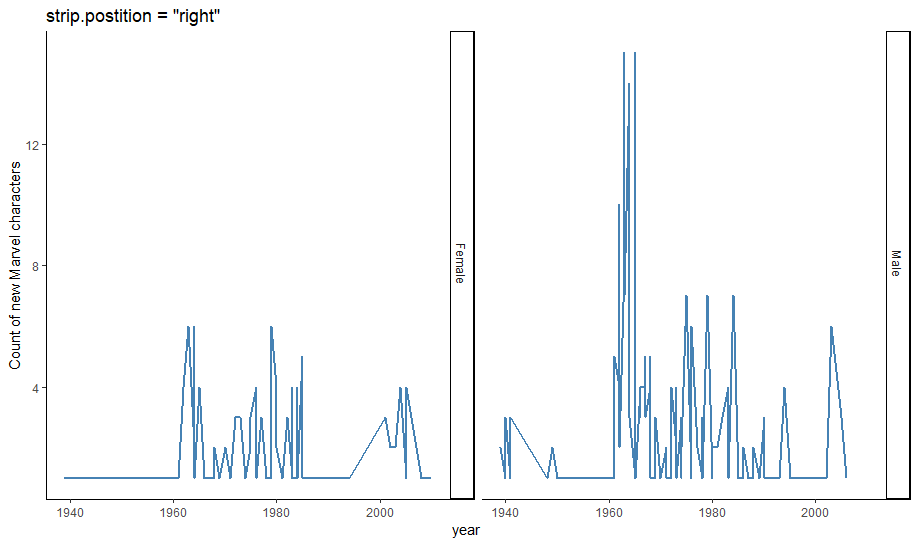 strip.postition = "right"
Count of new Marvel characters
12
8
4
Female
Male
1940 1960 1980 2000 1940 1960 1980 2000
year